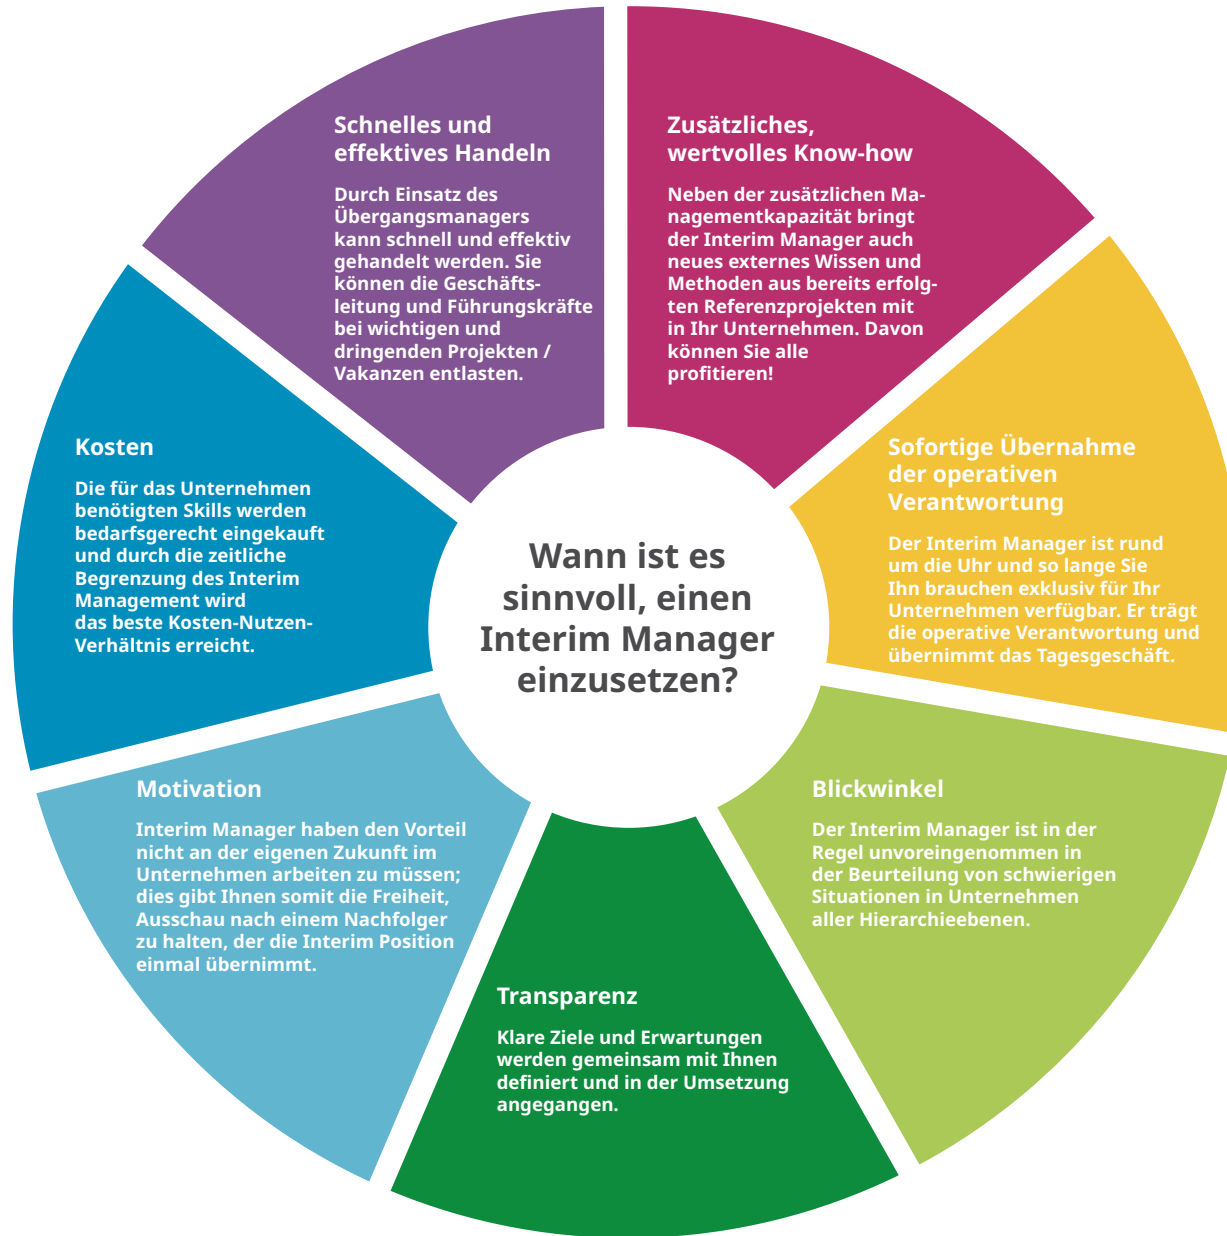 Schnelles und
effektives Handeln
Durch Einsatz des
Übergangsmanagers
kann schnell und effektiv
gehandelt werden. Sie
können die Geschäfts-
leitung und Führungskräfte
bei wichtigen und
dringenden Projekten /
Vakanzen entlasten.
Zusätzliches,
wertvolles Know-how
Neben der zusätzlichen Ma-
nagementkapazität bringt
der Interim Manager auch
neues externes Wissen und
Methoden aus bereits erfolg-
ten Referenzprojekten mit
in Ihr Unternehmen. Davon
können Sie alle
profitieren!
Sofortige Übernahme
der operativen
Verantwortung
Der Interim Manager ist rund
um die Uhr und so lange Sie
Ihn brauchen exklusiv für Ihr
Unternehmen verfügbar. Er trägt
die operative Verantwortung und
übernimmt das Tagesgeschäft.
Blickwinkel
Der Interim Manager ist in der
Regel unvoreingenommen in
der Beurteilung von schwierigen
Situationen in Unternehmen
aller Hierarchieebenen.
Transparenz
Klare Ziele und Erwartungen
werden gemeinsam mit Ihnen
definiert und in der Umsetzung
angegangen.
Motivation
Interim Manager haben den Vorteil
nicht an der eigenen Zukunft im
Unternehmen arbeiten zu müssen;
dies gibt Ihnen somit die Freiheit,
Ausschau nach einem Nachfolger
zu halten, der die Interim Position
einmal übernimmt.
Kosten
Die für das Unternehmen
benötigten Skills werden
bedarfsgerecht eingekauft
und durch die zeitliche
Begrenzung des Interim
Management wird
das beste Kosten-Nutzen-
Verhältnis erreicht.
Wann ist es
sinnvoll, einen
Interim Manager
einzusetzen?